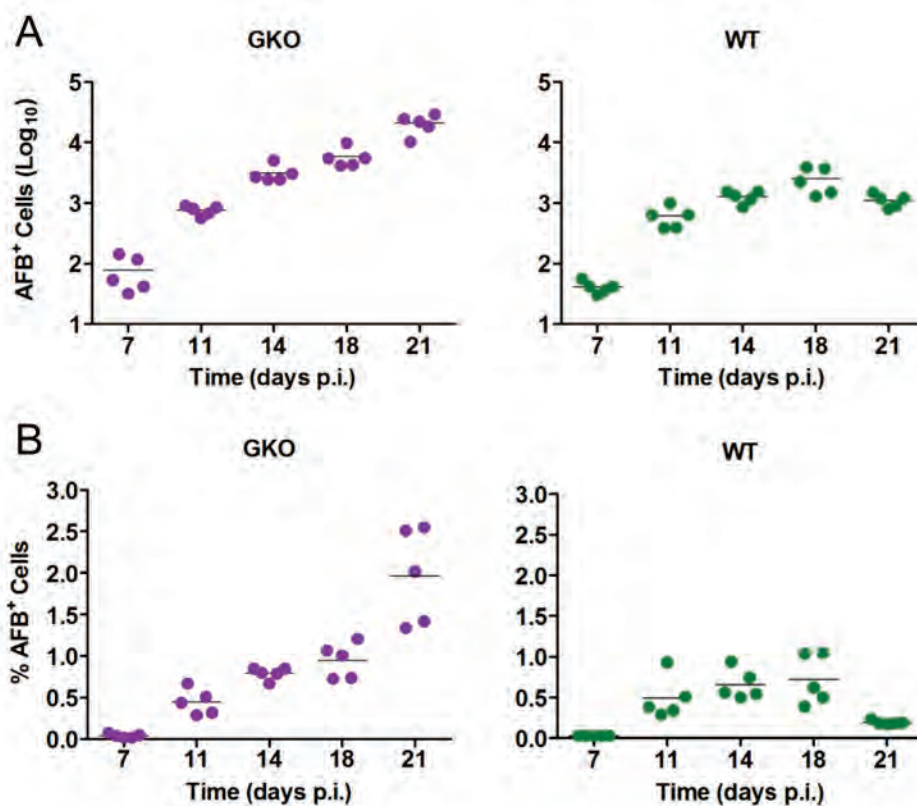 A
GKO
WT
AFB⁺ Cells (Log₁₀)
5
4
3
2
1
7 11 14 18 21
Time (days p.i.)
5
4
3
2
1
7 11 14 18 21
Time (days p.i.)
B
GKO
WT
% AFB⁺ Cells
3.0
2.5
2.0
1.5
1.0
0.5
0.0
7 11 14 18 21
Time (days p.i.)
3.0
2.5
2.0
1.5
1.0
0.5
0.0
7 11 14 18 21
Time (days p.i.)